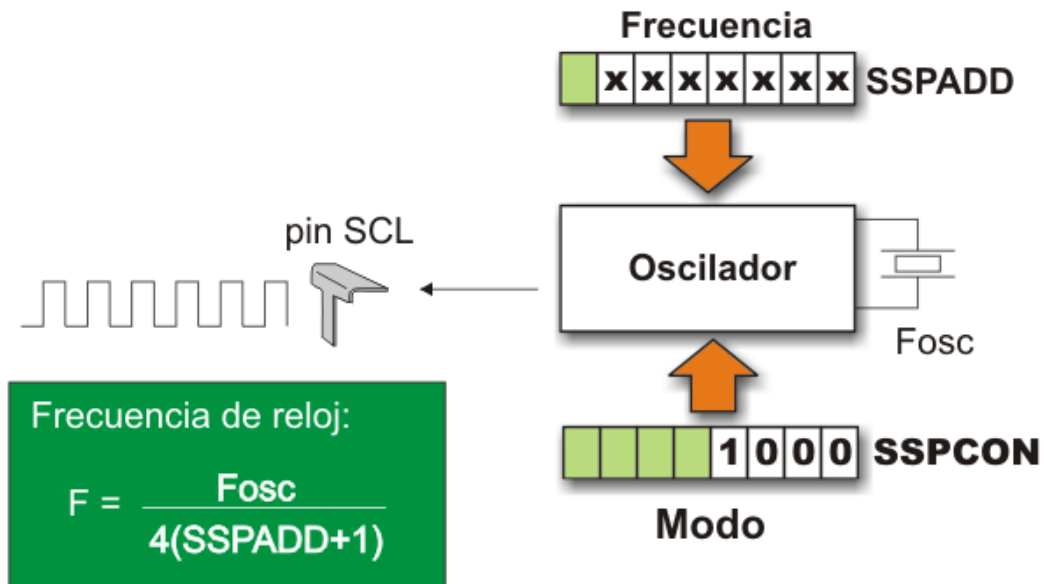 Frecuencia
x x x x x x x SSPADD
pin SCL
Oscilador
Fosc
Frecuencia de reloj:
F = Fosc
4(SSPADD+1)
1 0 0 0 SSPCON
Modo